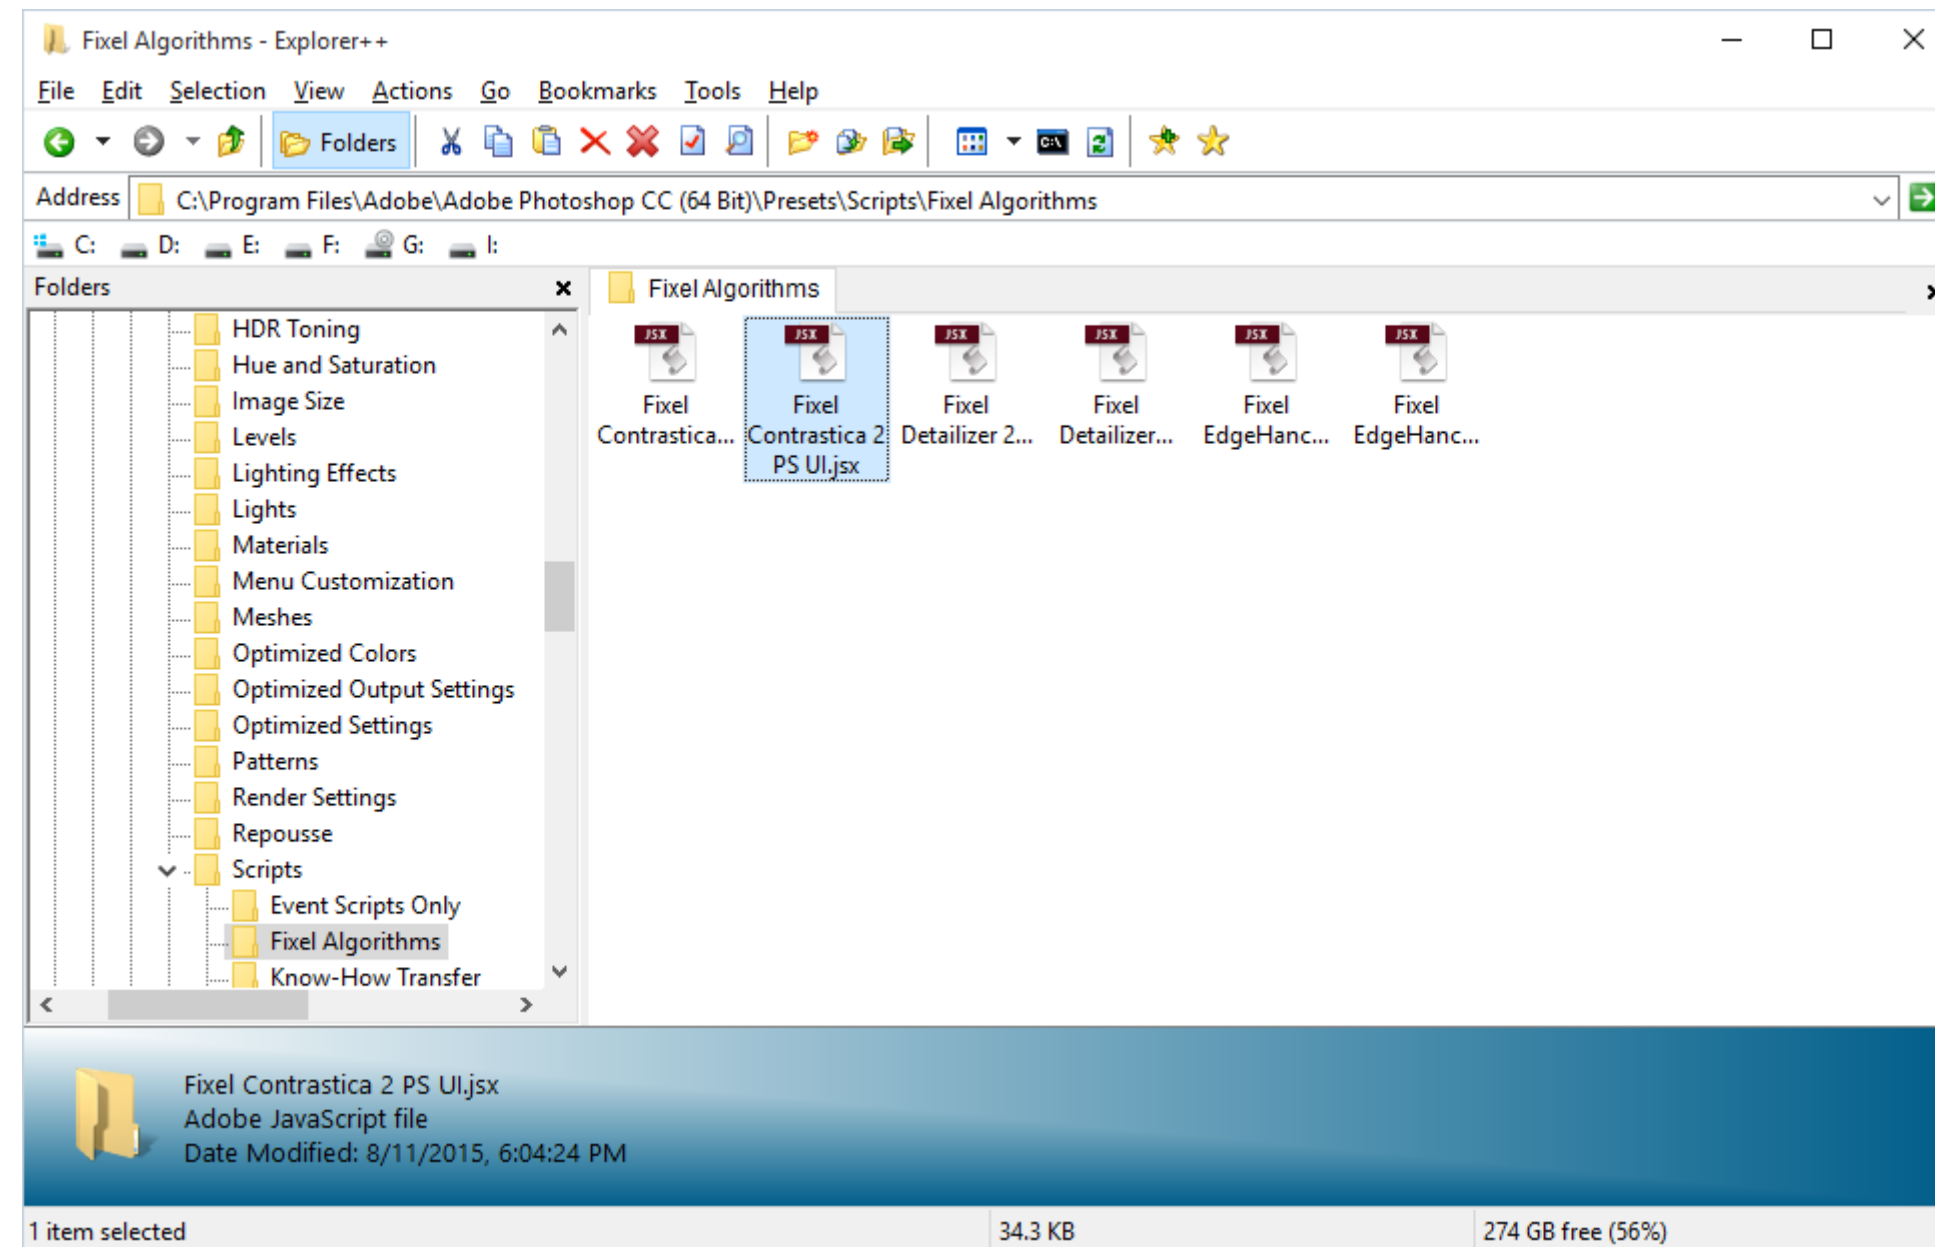 Fixel Algorithms - Explorer++
File Edit Selection View Actions Go Bookmarks Tools Help
Folders
Address C:\Program Files\Adobe\Adobe Photoshop CC (64 Bit)\Presets\Scripts\Fixel Algorithms
C: D: E: F: G: I:
Folders
HDR Toning
Hue and Saturation
Image Size
Levels
Lighting Effects
Lights
Materials
Menu Customization
Meshes
Optimized Colors
Optimized Output Settings
Optimized Settings
Patterns
Render Settings
Repousse
Scripts
Event Scripts Only
Fixel Algorithms
Know-How Transfer
Fixel Algorithms
JSX JSX JSX JSX JSX JSX
Fixel Fixel Fixel Fixel Fixel Fixel
Contrastica... Contrastica 2 Detailizer 2... Detailizer... EdgeHanc... EdgeHanc...
PS UI.jsx
Fixel Contrastica 2 PS UI.jsx
Adobe JavaScript file
Date Modified: 8/11/2015, 6:04:24 PM
1 item selected 34.3 KB 274 GB free (56%)